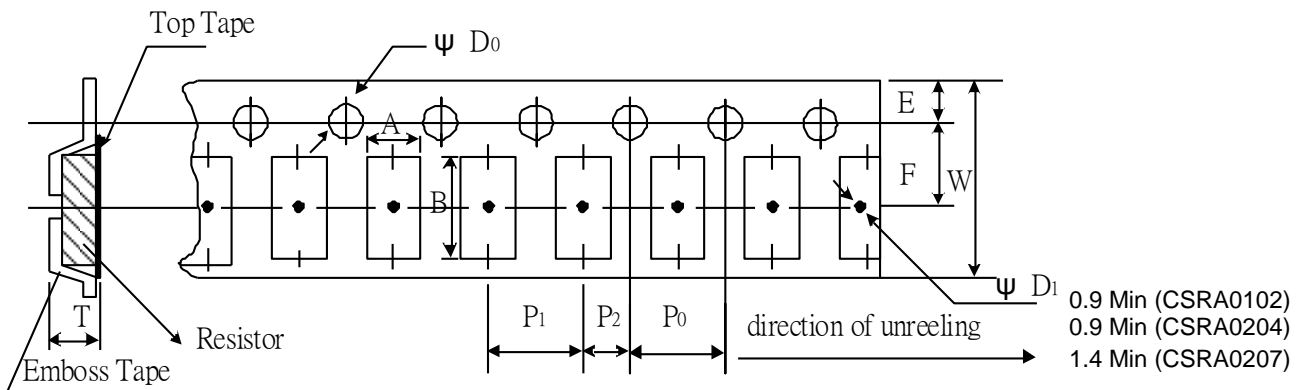 Top Tape
Ψ D0
E
A
F
W
B
Ψ D1
0.9 Min (CSRA0102)
0.9 Min (CSRA0204)
1.4 Min (CSRA0207)
T
P1
P2
P0
direction of unreeling
Resistor
Emboss Tape